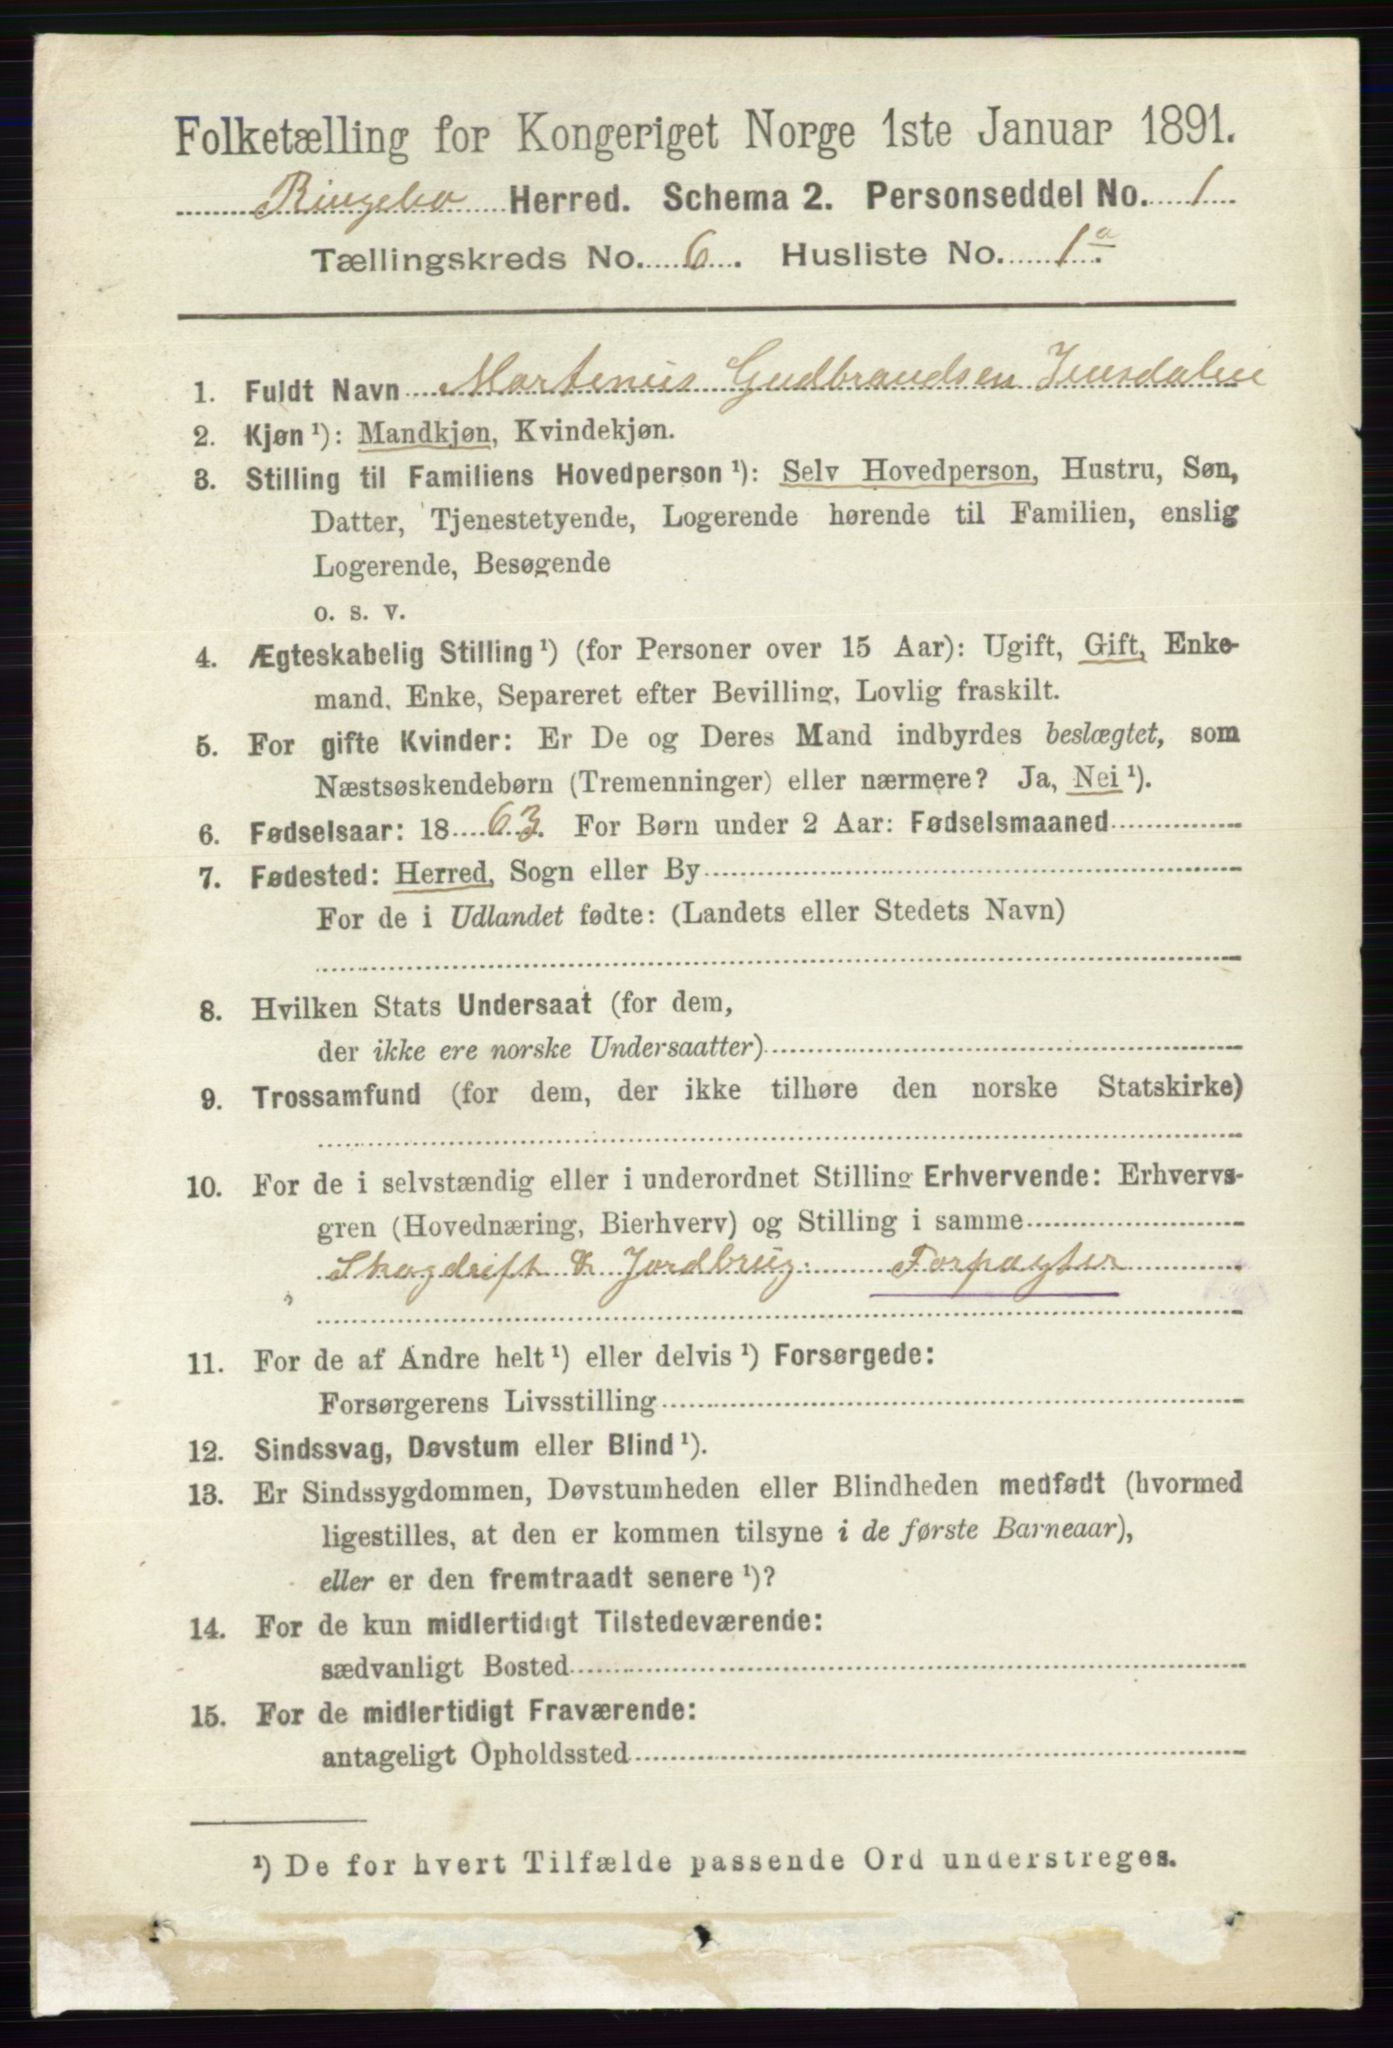 Folketælling for Kongeriget Norge 1ste Januar 1891.
Ringebo Herred. Schema 2. Personseddel No. 1
Tællingskreds No. 6. Husliste No. 1a.
1. Fuldt Navn Martinius Gudbrandsen
2. Kjøn ¹): Mandkjøn, Kvindekjøn.
3. Stilling til Familiens Hovedperson ¹): Selv Hovedperson, Hustru, Søn,
Datter, Tjenestetyende, Logerende hørende til Familien, enslig
Logerende, Besøgende
o. s. v.
4. Ægteskabelig Stilling ¹) (for Personer over 15 Aar): Ugift, Gift, Enke-
mand, Enke, Separeret efter Bevilling, Lovlig fraskilt.
5. For gifte Kvinder: Er De og Deres Mand indbyrdes beslægtet, som
Næstsøskendebørn (Tremenninger) eller nærmere? Ja, Nei ¹).
6. Fødselsaar: 1863. For Børn under 2 Aar: Fødselsmaaned
7. Fødested: Herred, Sogn eller By
For de i Udlandet fødte: (Landets eller Stedets Navn)
8. Hvilken Stats Undersaat (for dem,
der ikke ere norske Undersaatter)
9. Trossamfund (for dem, der ikke tilhøre den norske Statskirke)
10. For de i selvstændig eller i underordnet Stilling Erhvervende: Erhvervs-
gren (Hovednæring, Bierhverv) og Stilling i samme
Skogdrift & Jordbrug. Forpagter
11. For de af Andre helt ¹) eller delvis ¹) Forsørgede:
Forsørgerens Livsstilling
12. Sindssvag, Døvstum eller Blind ¹).
13. Er Sindssygdommen, Døvstumheden eller Blindheden medfødt (hvormed
ligestilles, at den er kommen tilsyne i de første Barneaar),
eller er den fremtraadt senere ¹)?
14. For de kun midlertidigt Tilstedeværende:
sædvanligt Bosted
15. For de midlertidigt Fraværende:
antageligt Opholdssted
¹) De for hvert Tilfælde passende Ord understreges.